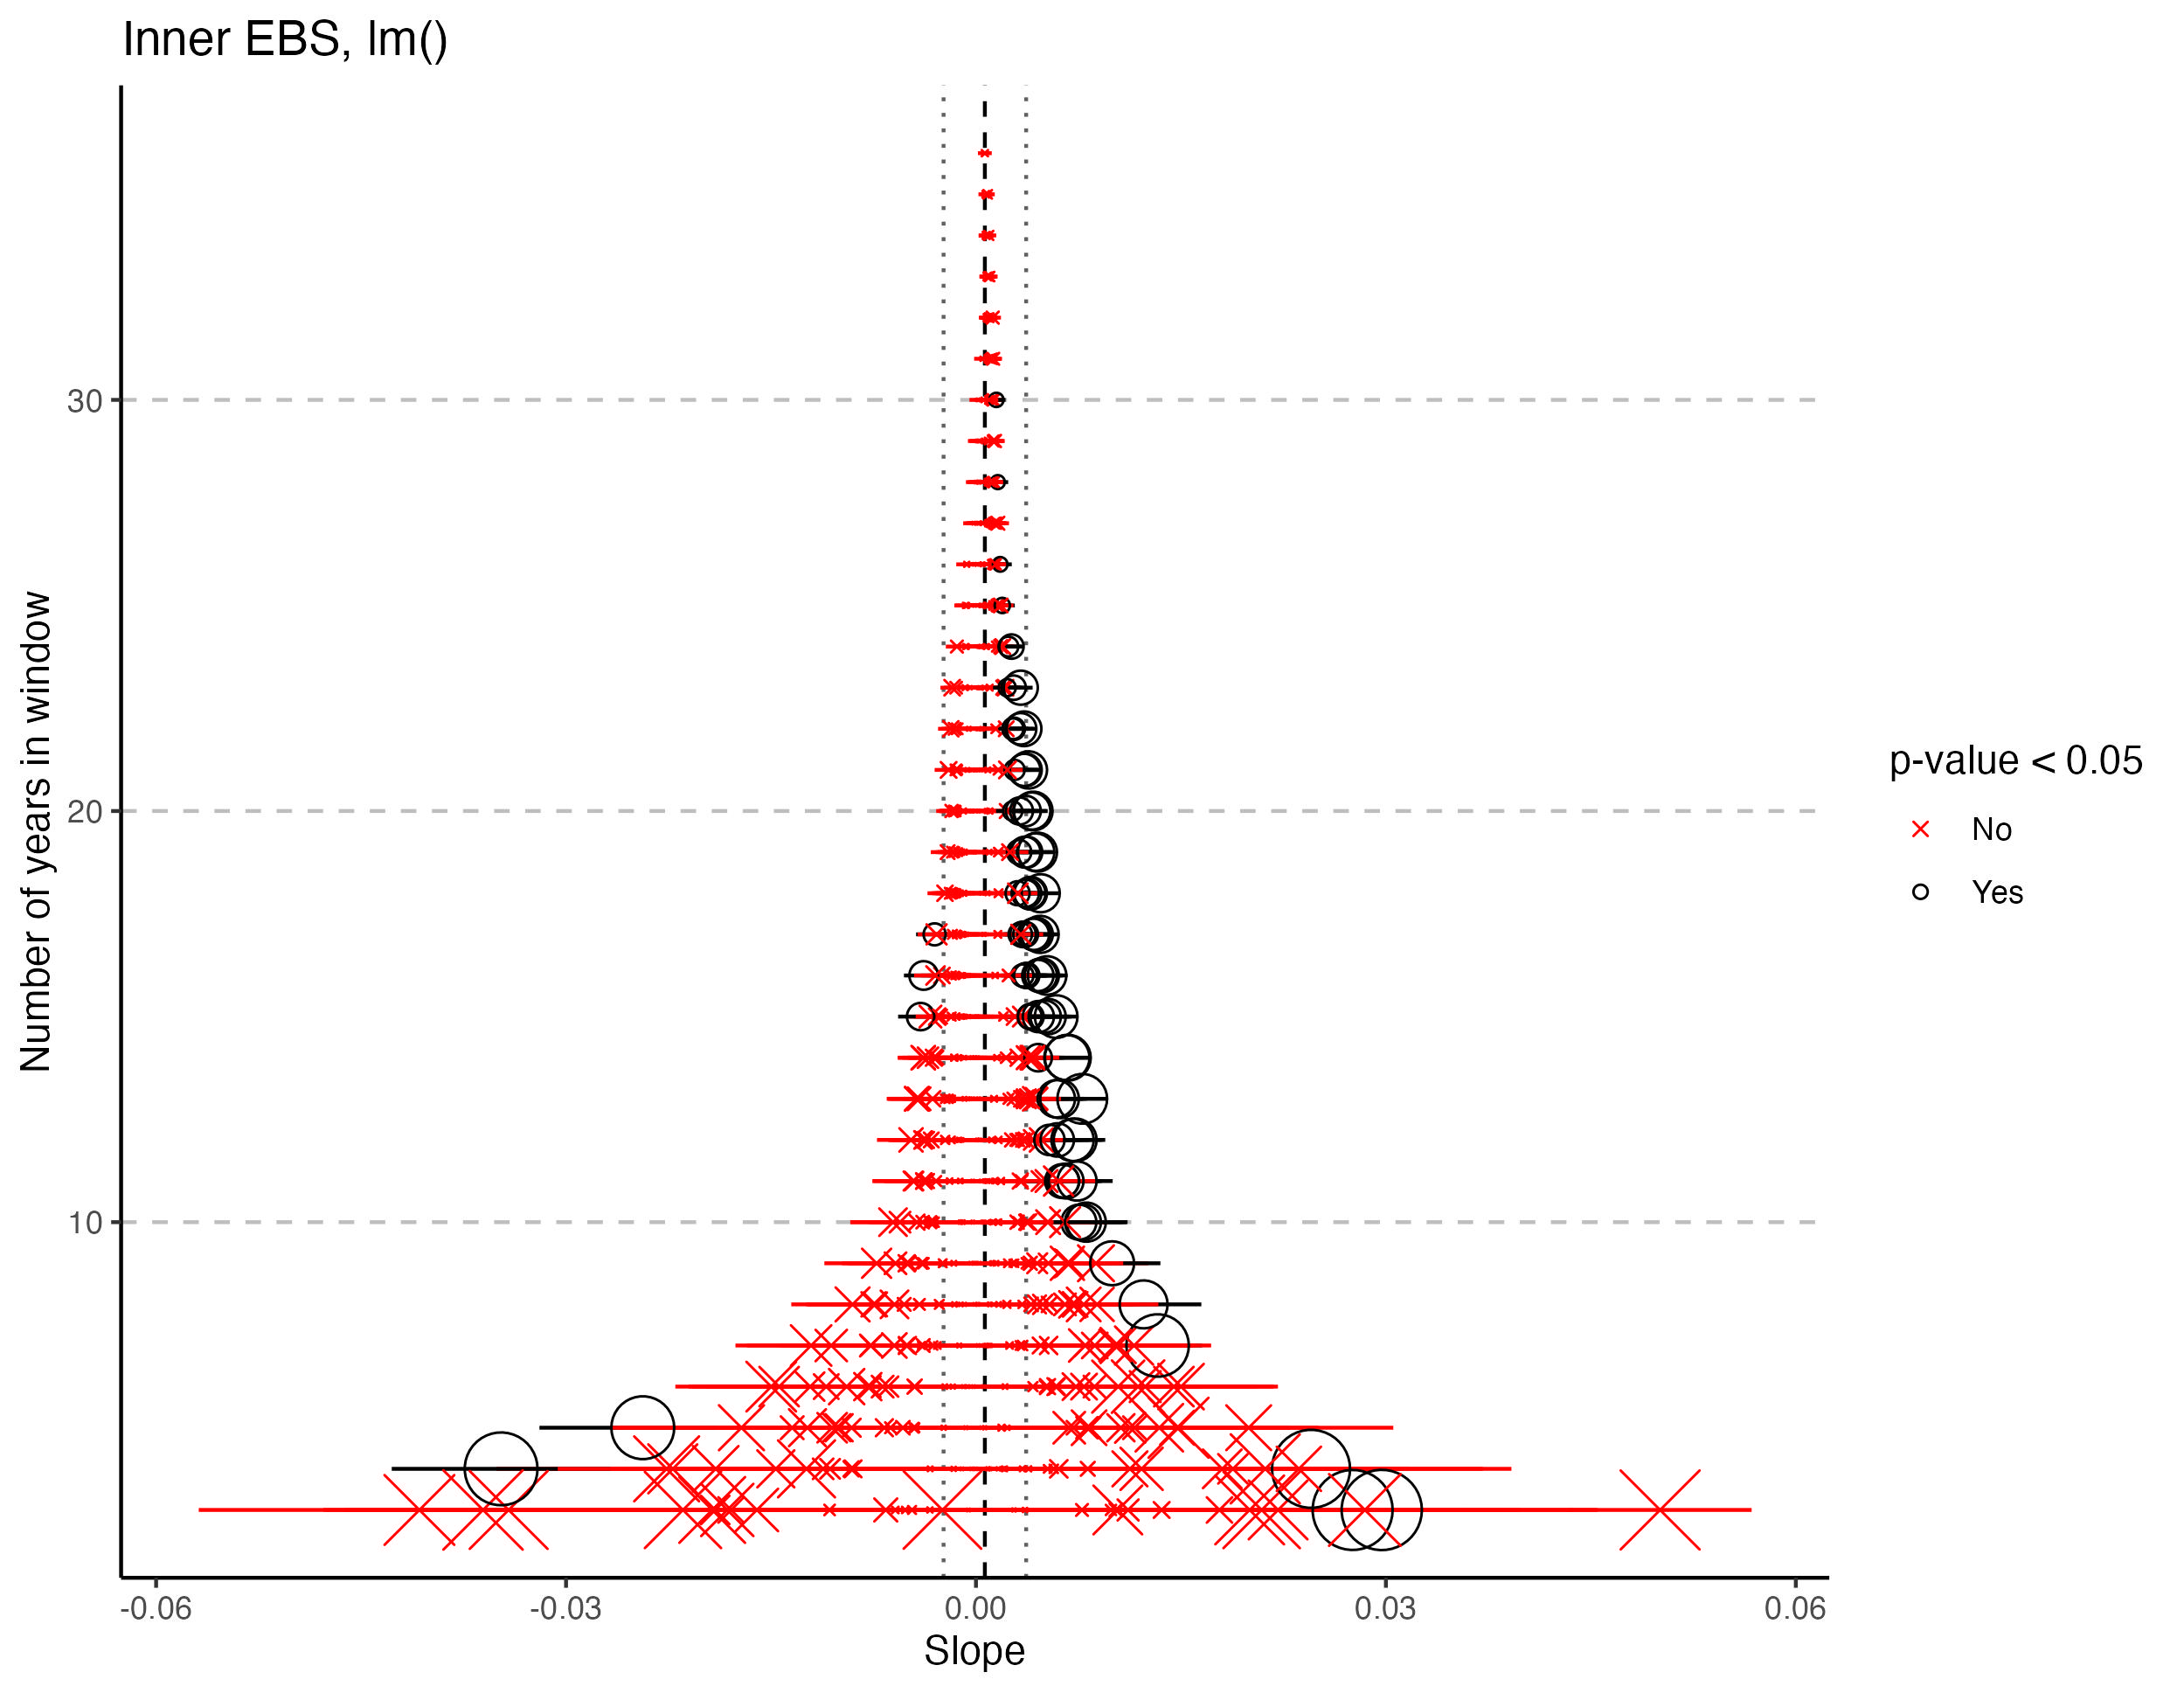 Inner EBS, lm()
Number of years in window
30
20
10
-0.06
-0.03
0.00
0.03
0.06
Slope
p-value < 0.05
No
Yes